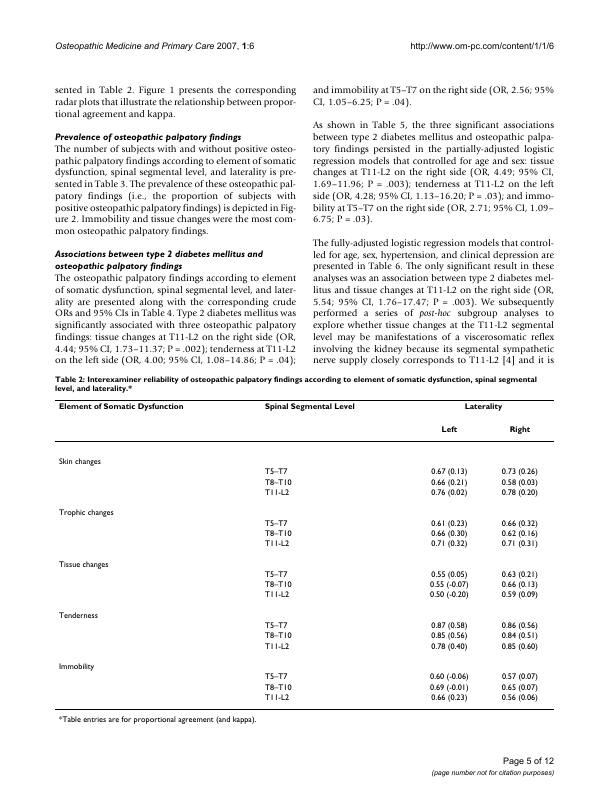 Osteopathic Medicine and Primary Care 2007, 1:6
http://www.om-pc.com/content/1/1/6
sented in Table 2. Figure 1 presents the corresponding
radar plots that illustrate the relationship between propor-
tional agreement and kappa.
Prevalence of osteopathic palpatory findings
The number of subjects with and without positive osteo-
pathic palpatory findings according to element of somatic
dysfunction, spinal segmental level, and laterality is pre-
sented in Table 3. The prevalence of these osteopathic pal-
patory findings (i.e., the proportion of subjects with
positive osteopathic palpatory findings) is depicted in Fig-
ure 2. Immobility and tissue changes were the most com-
mon osteopathic palpatory findings.
Associations between type 2 diabetes mellitus and
osteopathic palpatory findings
The osteopathic palpatory findings according to element
of somatic dysfunction, spinal segmental level, and later-
ality are presented along with the corresponding crude
ORs and 95% CIs in Table 4. Type 2 diabetes mellitus was
significantly associated with three osteopathic palpatory
findings: tissue changes at T11-L2 on the right side (OR,
4.44; 95% CI, 1.73–11.37; P = .002); tenderness at T11-L2
on the left side (OR, 4.00; 95% CI, 1.08–14.86; P = .04);
and immobility at T5–T7 on the right side (OR, 2.56; 95%
CI, 1.05–6.25; P = .04).
As shown in Table 5, the three significant associations
between type 2 diabetes mellitus and osteopathic palpa-
tory findings persisted in the partially-adjusted logistic
regression models that controlled for age and sex: tissue
changes at T11-L2 on the right side (OR, 4.49; 95% CI,
1.69–11.96; P = .003); tenderness at T11-L2 on the left
side (OR, 4.28; 95% CI, 1.13–16.20; P = .03); and immo-
bility at T5–T7 on the right side (OR, 2.71; 95% CI, 1.09–
6.75; P = .03).
The fully-adjusted logistic regression models that control-
led for age, sex, hypertension, and clinical depression are
presented in Table 6. The only significant result in these
analyses was an association between type 2 diabetes mel-
litus and tissue changes at T11-L2 on the right side (OR,
5.54; 95% CI, 1.76–17.47; P = .003). We subsequently
performed a series of post-hoc subgroup analyses to
explore whether tissue changes at the T11-L2 segmental
level may be manifestations of a viscerosomatic reflex
involving the kidney because its segmental sympathetic
nerve supply closely corresponds to T11-L2 [4] and it is
Table 2: Interexaminer reliability of osteopathic palpatory findings according to element of somatic dysfunction, spinal segmental
level, and laterality.*
Element of Somatic Dysfunction Spinal Segmental Level Laterality
Left Right
Skin changes
T5–T7 0.67 (0.13) 0.73 (0.26)
T8–T10 0.66 (0.21) 0.58 (0.03)
T11-L2 0.76 (0.02) 0.78 (0.20)
Trophic changes
T5–T7 0.61 (0.23) 0.66 (0.32)
T8–T10 0.66 (0.30) 0.62 (0.16)
T11-L2 0.71 (0.32) 0.71 (0.31)
Tissue changes
T5–T7 0.55 (0.05) 0.63 (0.21)
T8–T10 0.55 (-0.07) 0.66 (0.13)
T11-L2 0.50 (-0.20) 0.59 (0.09)
Tenderness
T5–T7 0.87 (0.58) 0.86 (0.56)
T8–T10 0.85 (0.56) 0.84 (0.51)
T11-L2 0.78 (0.40) 0.85 (0.60)
Immobility
T5–T7 0.60 (-0.06) 0.57 (0.07)
T8–T10 0.69 (-0.01) 0.65 (0.07)
T11-L2 0.66 (0.23) 0.56 (0.06)
*Table entries are for proportional agreement (and kappa).
Page 5 of 12
(page number not for citation purposes)